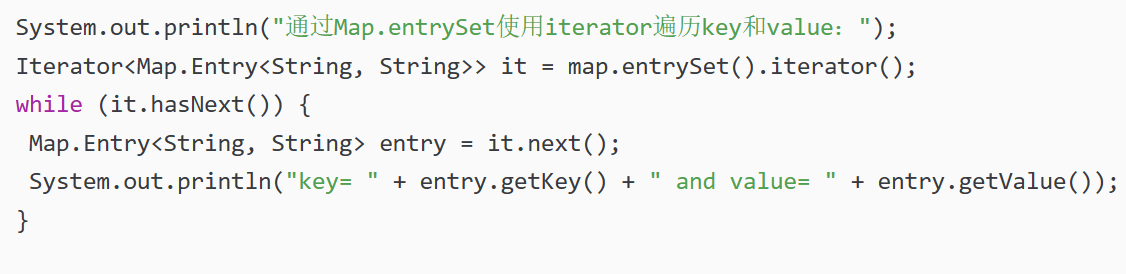 System.out.println("通过Map.entrySet使用iterator遍历key和value：");
Iterator<Map.Entry<String, String>> it = map.entrySet().iterator();
while (it.hasNext()) {
 Map.Entry<String, String> entry = it.next();
 System.out.println("key= " + entry.getKey() + " and value= " + entry.getValue());
}